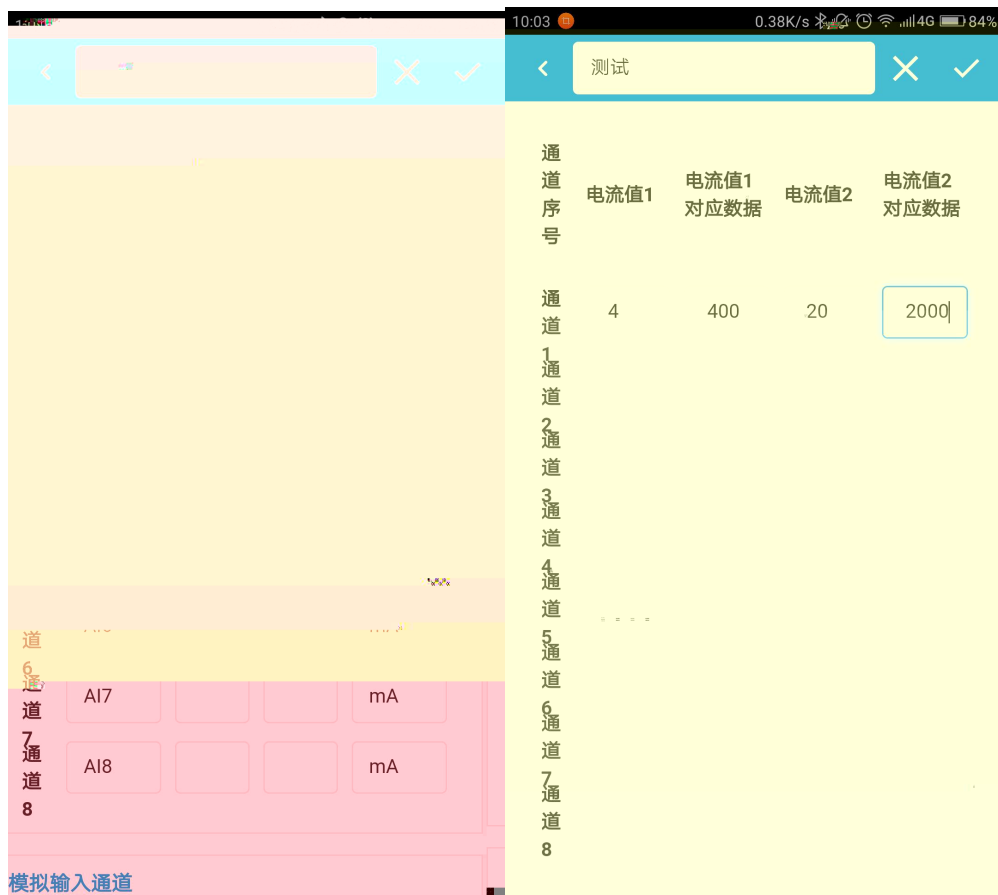 道
6
通
道
7
AI7
mA
通
道
8
AI8
mA
模拟输入通道
10:03
0.38K/s
4G
84%
测试
通
道
序
号
电流值1
电流值1
对应数据
电流值2
电流值2
对应数据
通
道
1
4
400
20
2000
通
道
2
通
道
3
通
道
4
通
道
5
通
道
6
通
道
7
通
道
8